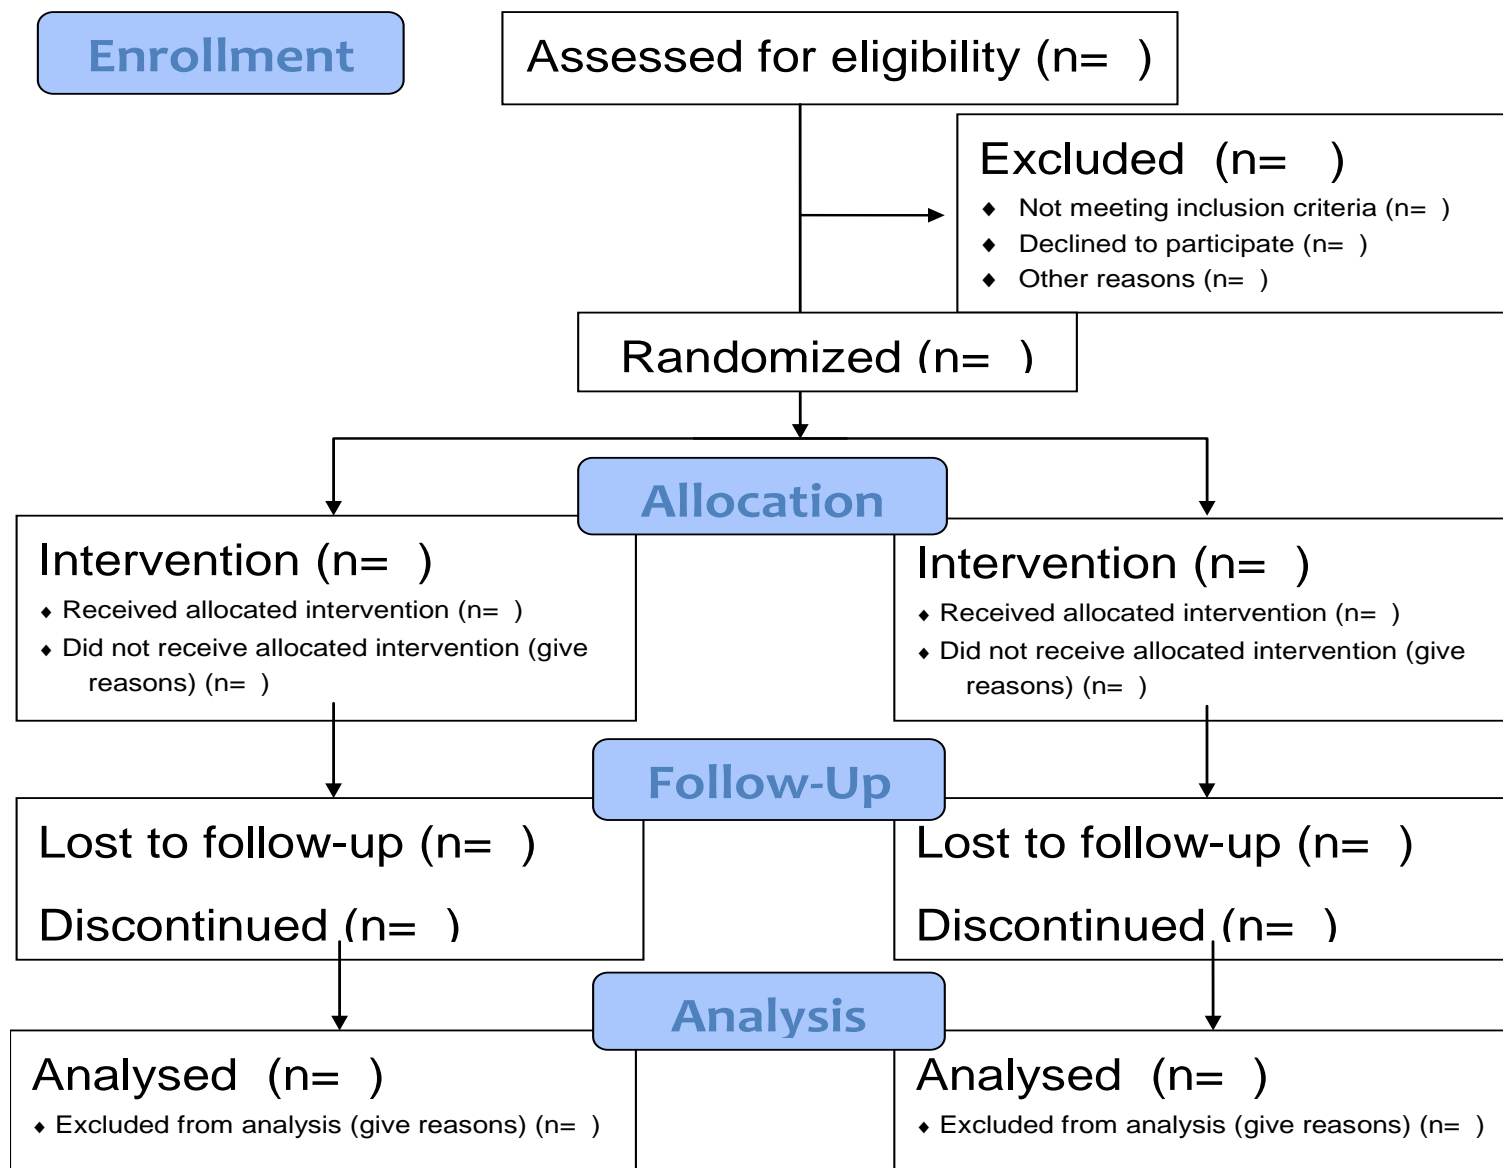 Enrollment
Assessed for eligibility (n=  )
Excluded  (n=   )
♦ Not meeting inclusion criteria (n=  )
♦ Declined to participate (n=  )
♦ Other reasons (n=  )
Randomized (n=  )
Allocation
Intervention (n=  )
♦ Received allocated intervention (n=  )
♦ Did not receive allocated intervention (give
reasons) (n=  )
Intervention (n=  )
♦ Received allocated intervention (n=  )
♦ Did not receive allocated intervention (give
reasons) (n=  )
Follow-Up
Lost to follow-up (n=  )
Discontinued (n=  )
Lost to follow-up (n=  )
Discontinued (n=  )
Analysis
Analysed  (n=  )
♦ Excluded from analysis (give reasons) (n=  )
Analysed  (n=  )
♦ Excluded from analysis (give reasons) (n=  )